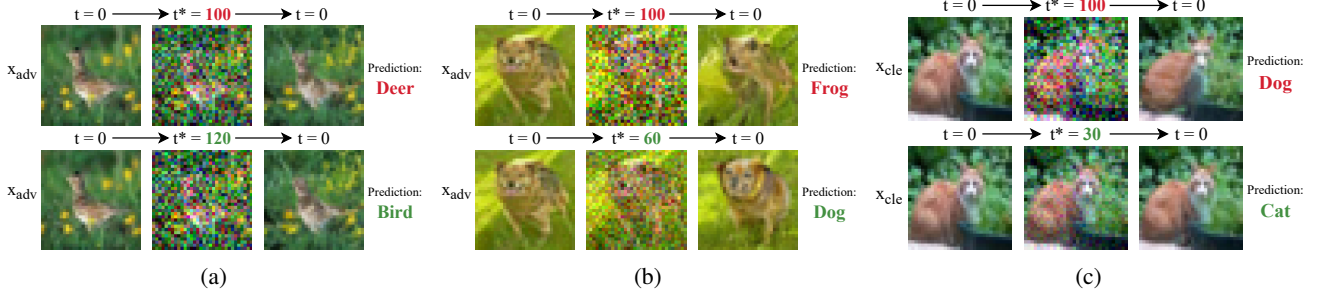 t = 0 t* = 100 t = 0
x_adv Prediction: Deer
t = 0 t* = 120 t = 0
x_adv Prediction: Bird
(a)
t = 0 t* = 100 t = 0
x_adv Prediction: Frog
t = 0 t* = 60 t = 0
x_adv Prediction: Dog
(b)
t = 0 t* = 100 t = 0
x_cle Prediction: Dog
t = 0 t* = 30 t = 0
x_cle Prediction: Cat
(c)